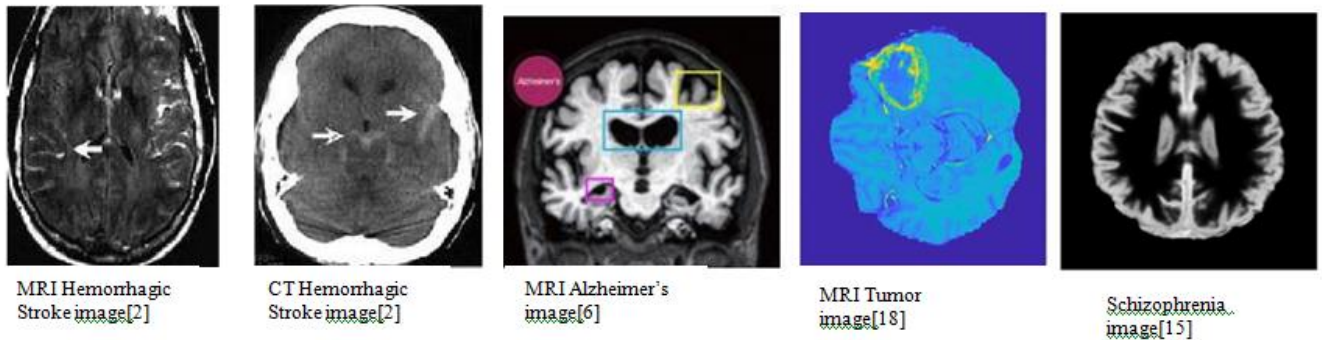 Alzheimer's
MRI Hemorrhagic
Stroke image[2]
CT Hemorrhagic
Stroke image[2]
MRI Alzheimer's
image[6]
MRI Tumor
image[18]
Schizophrenia
image[15]